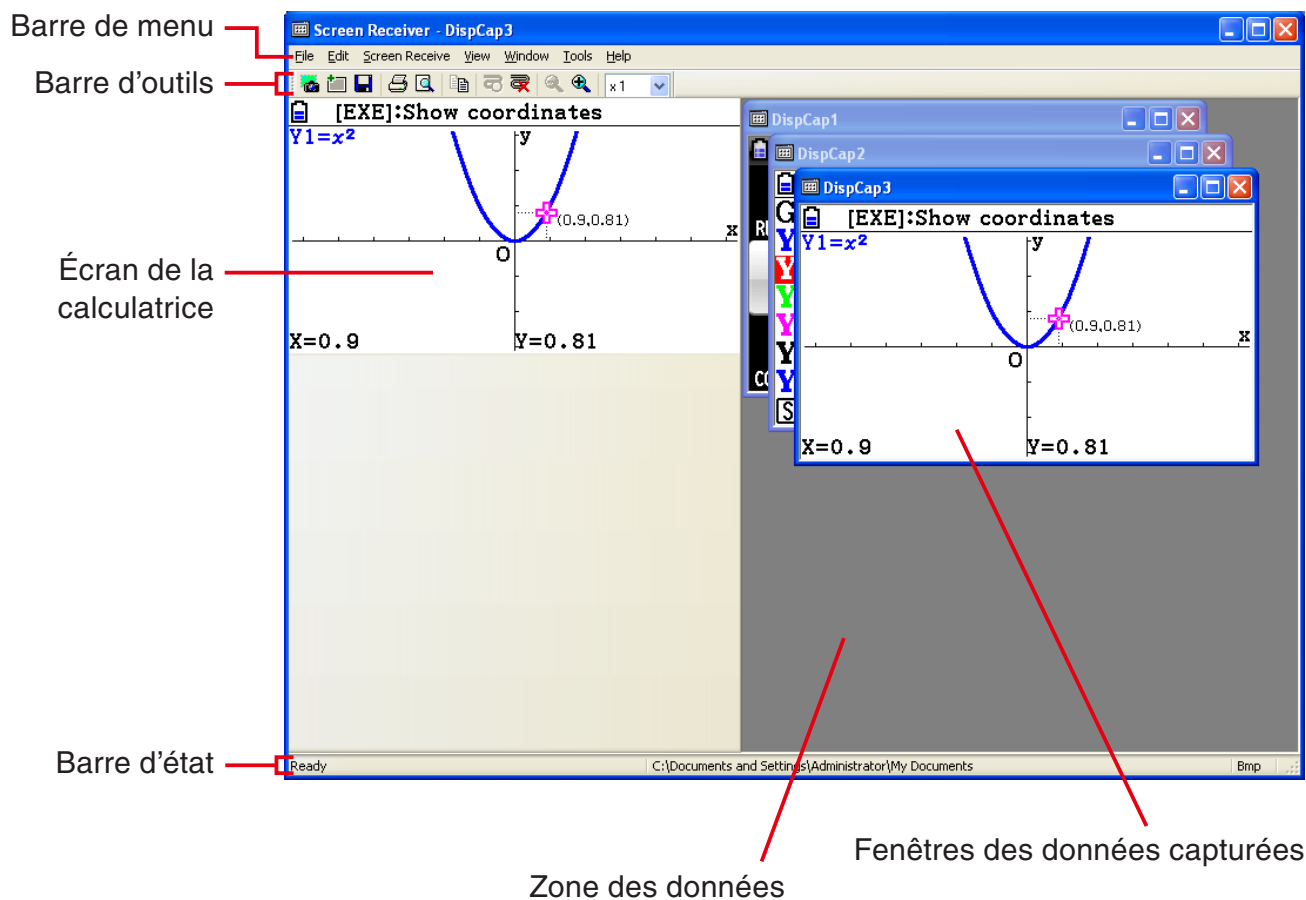 Barre de menu
Barre d'outils
Écran de la
calculatrice
Barre d'état
Screen Receiver - DispCap3
File Edit Screen Receive View Window Tools Help
x1
[EXE]:Show coordinates
Y1=x²
y
(0.9,0.81)
x
O
X=0.9 Y=0.81
DispCap1
DispCap2
G
Y
Y
Y
Y
Y
Y
S
DispCap3
[EXE]:Show coordinates
Y1=x²
y
(0.9,0.81)
x
O
X=0.9 Y=0.81
Ready C:\Documents and Settings\Administrator\My Documents Bmp
Fenêtres des données capturées
Zone des données